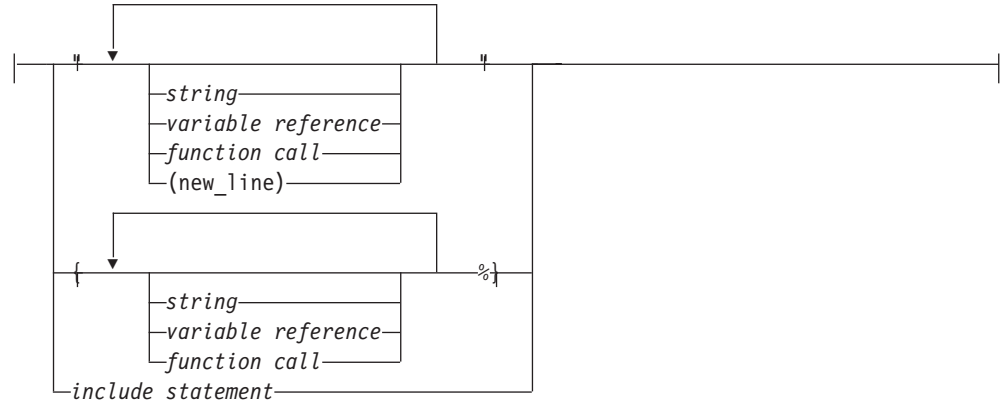 " "
string
variable reference
function call
(new_line)
{ %}
string
variable reference
function call
include statement